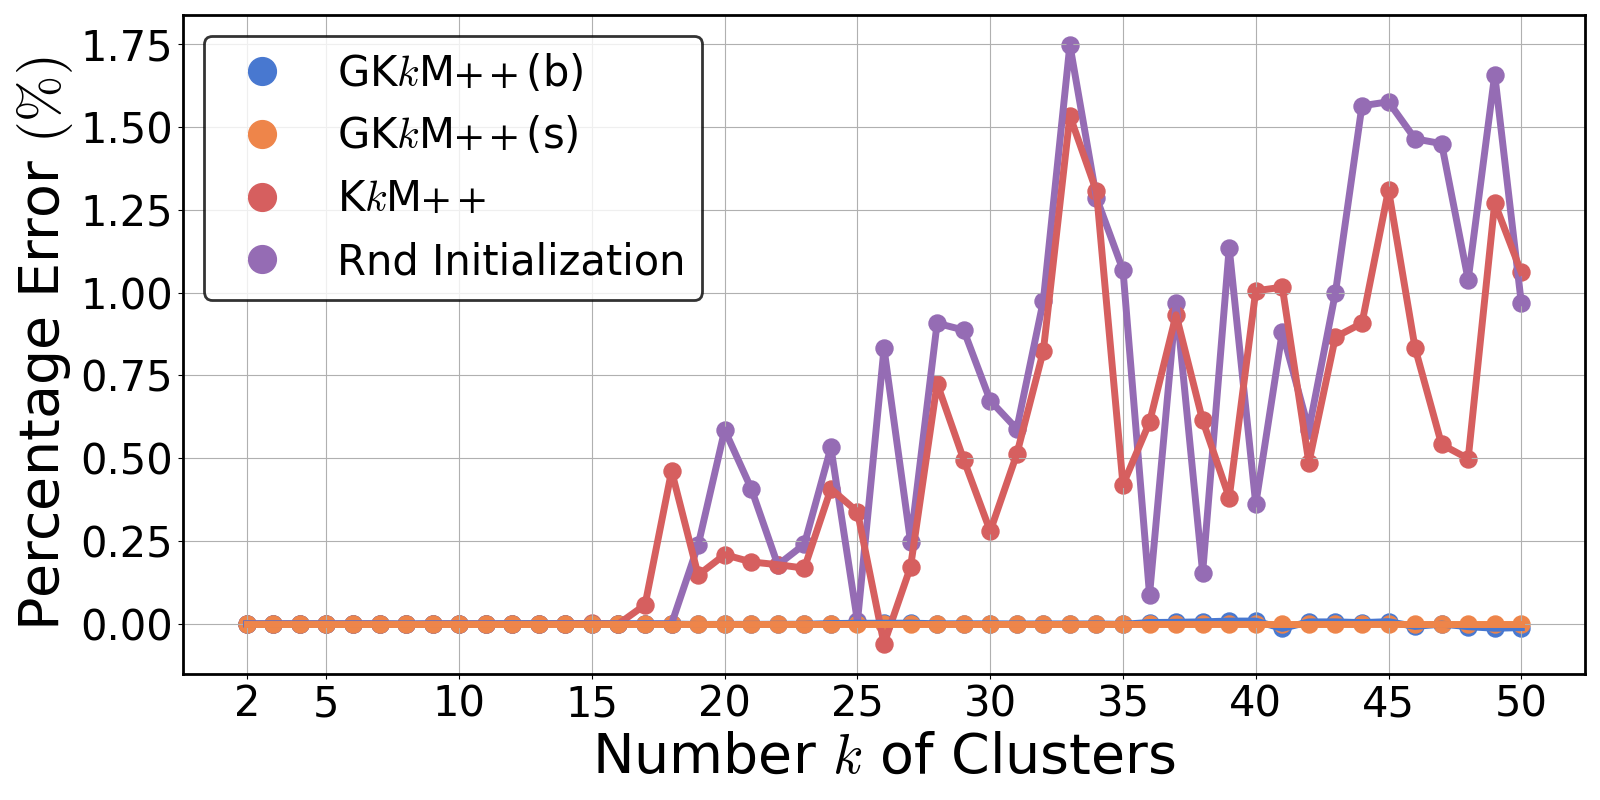 Percentage Error (%)
1.75
1.50
1.25
1.00
0.75
0.50
0.25
0.00
GKkM++(b)
GKkM++(s)
KkM++
Rnd Initialization
2 5 10 15 20 25 30 35 40 45 50
Number k of Clusters